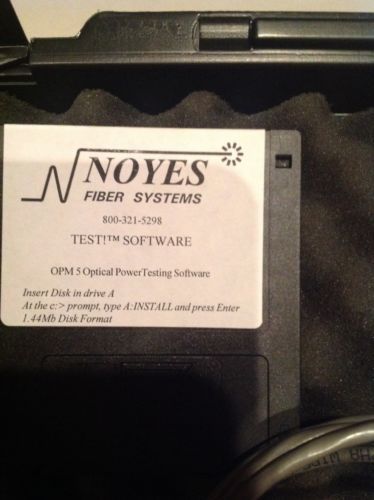 NOYES
FIBER SYSTEMS
800-321-5298
TEST!™ SOFTWARE
OPM 5 Optical PowerTesting Software
Insert Disk in drive A
At the c:> prompt, type A:INSTALL and press Enter
1.44Mb Disk Format